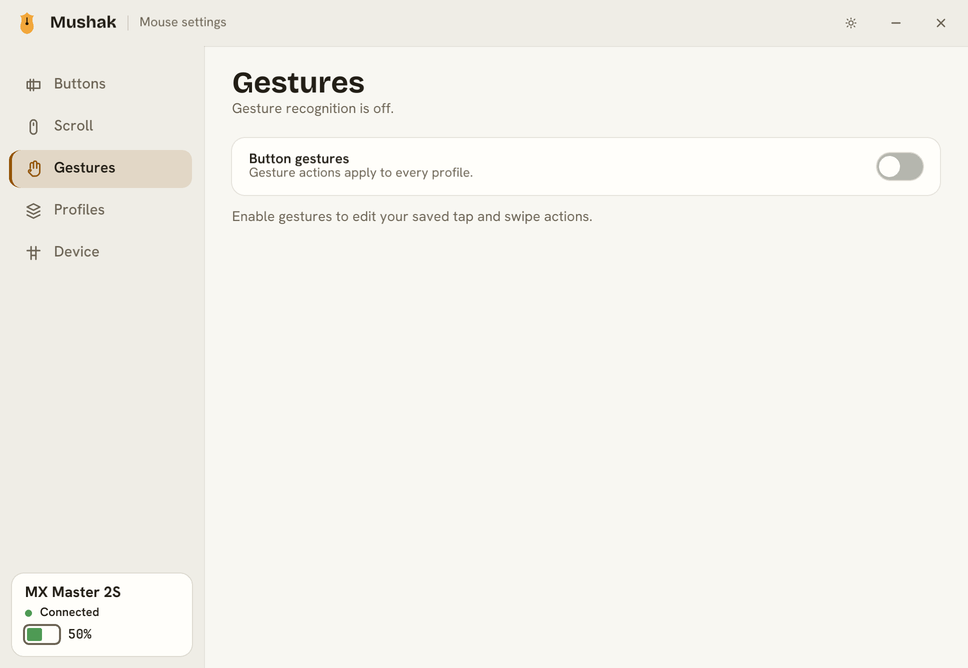 Mushak
Mouse settings
Buttons
Scroll
Gestures
Profiles
Device
Gestures
Gesture recognition is off.
Button gestures
Gesture actions apply to every profile.
Enable gestures to edit your saved tap and swipe actions.
MX Master 2S
Connected
50%